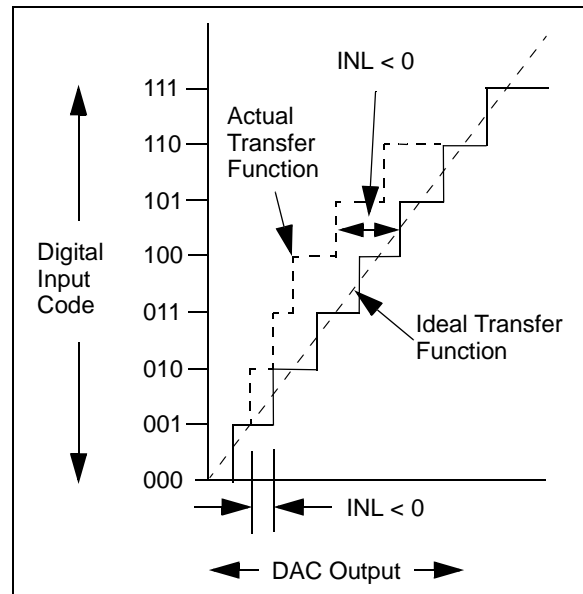 INL < 0
111
Actual
Transfer
Function
110
101
100
Digital
Input
Code
011
Ideal Transfer
Function
010
001
000
INL < 0
DAC Output